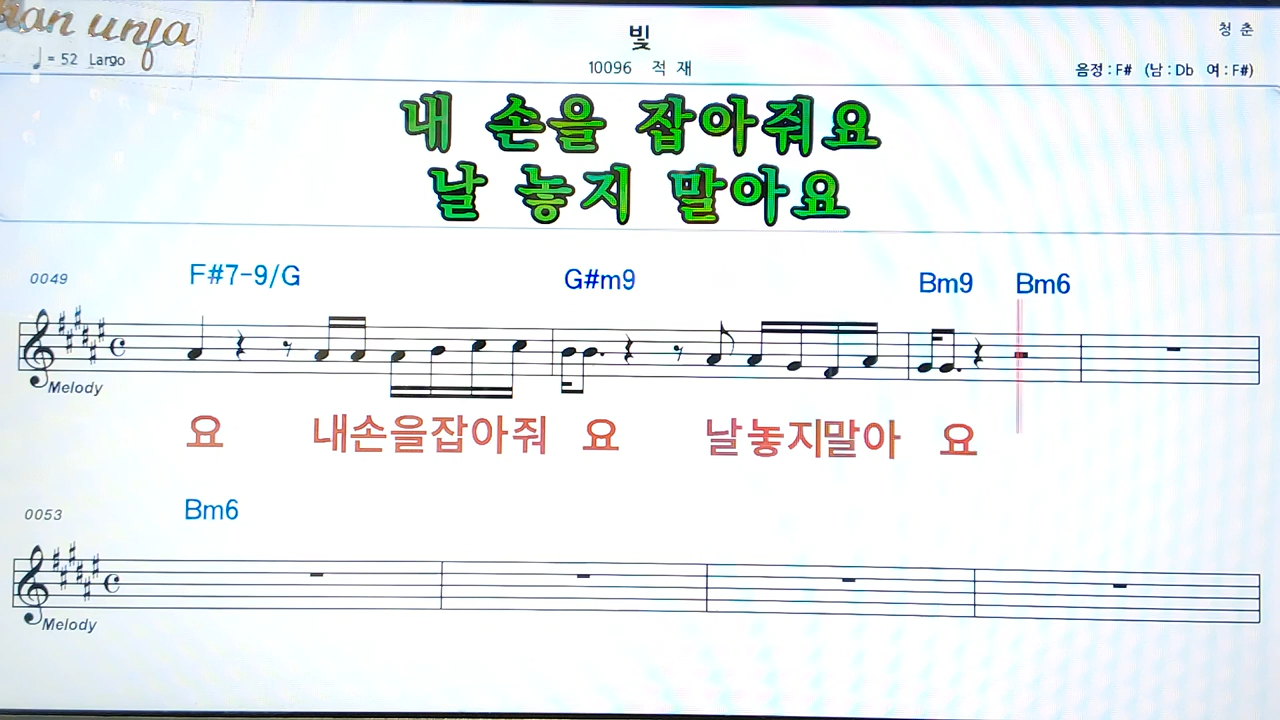 청 춘
빛
♩ = 52 Largo
10096 적 재
음정 : F# (남 : Db 여 : F#)
내 손을 잡아줘요
날 놓지 말아요
0049 F#7-9/G G#m9 Bm9 Bm6
Melody
요 내손을잡아줘 요 날놓지말아 요
0053 Bm6
Melody